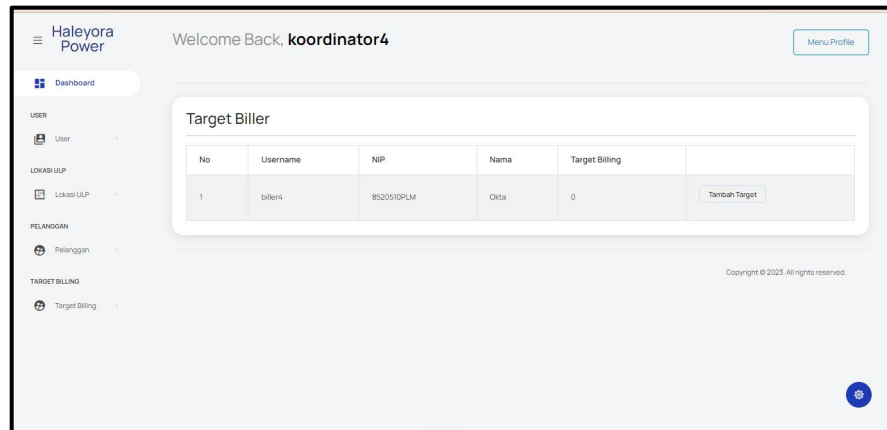 Haleyora
Power
Welcome Back, koordinator4
Menu Profile
Dashboard
USER
User
LOKASI ULP
Lokasi ULP
PELANGGAN
Pelanggan
TARGET BILLING
Target Billing
Target Biller
No Username NIP Nama Target Billing
1 biller4 8520510PLM Okta 0 Tambah Target
Copyright © 2023. All rights reserved.